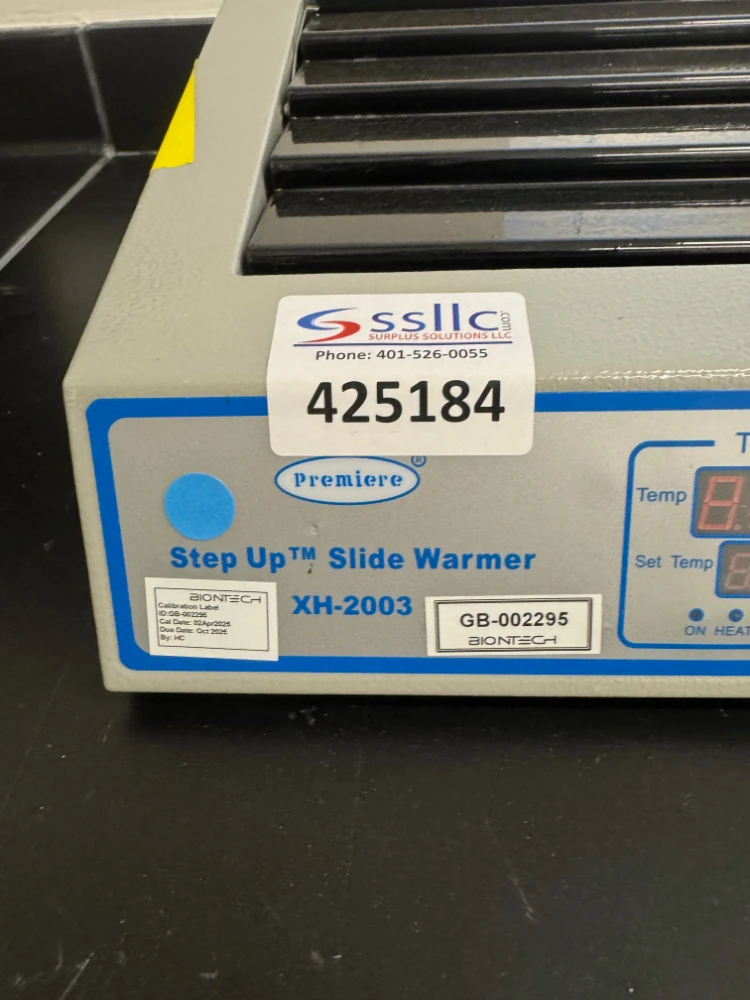 ssllc.com
SURPLUS SOLUTIONS LLC
Phone: 401-526-0055
425184
Premiere®
Step Up™ Slide Warmer
XH-2003
BIONTECH
Calibration Label
ID:GB-002295
Cal Date: 02Apr2025
Due Date: Oct 2025
By: HC
GB-002295
BIONTECH
T
Temp
Set Temp
ON HEAT